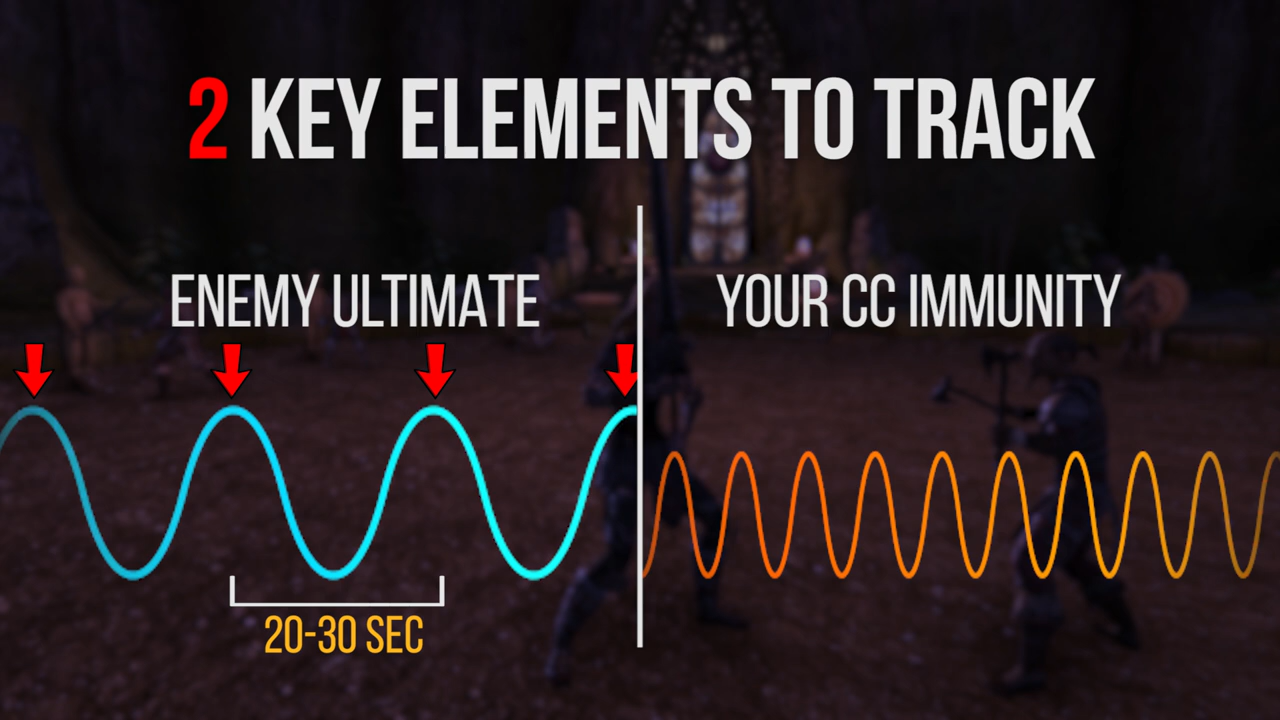 2 KEY ELEMENTS TO TRACK
ENEMY ULTIMATE
YOUR CC IMMUNITY
20-30 SEC